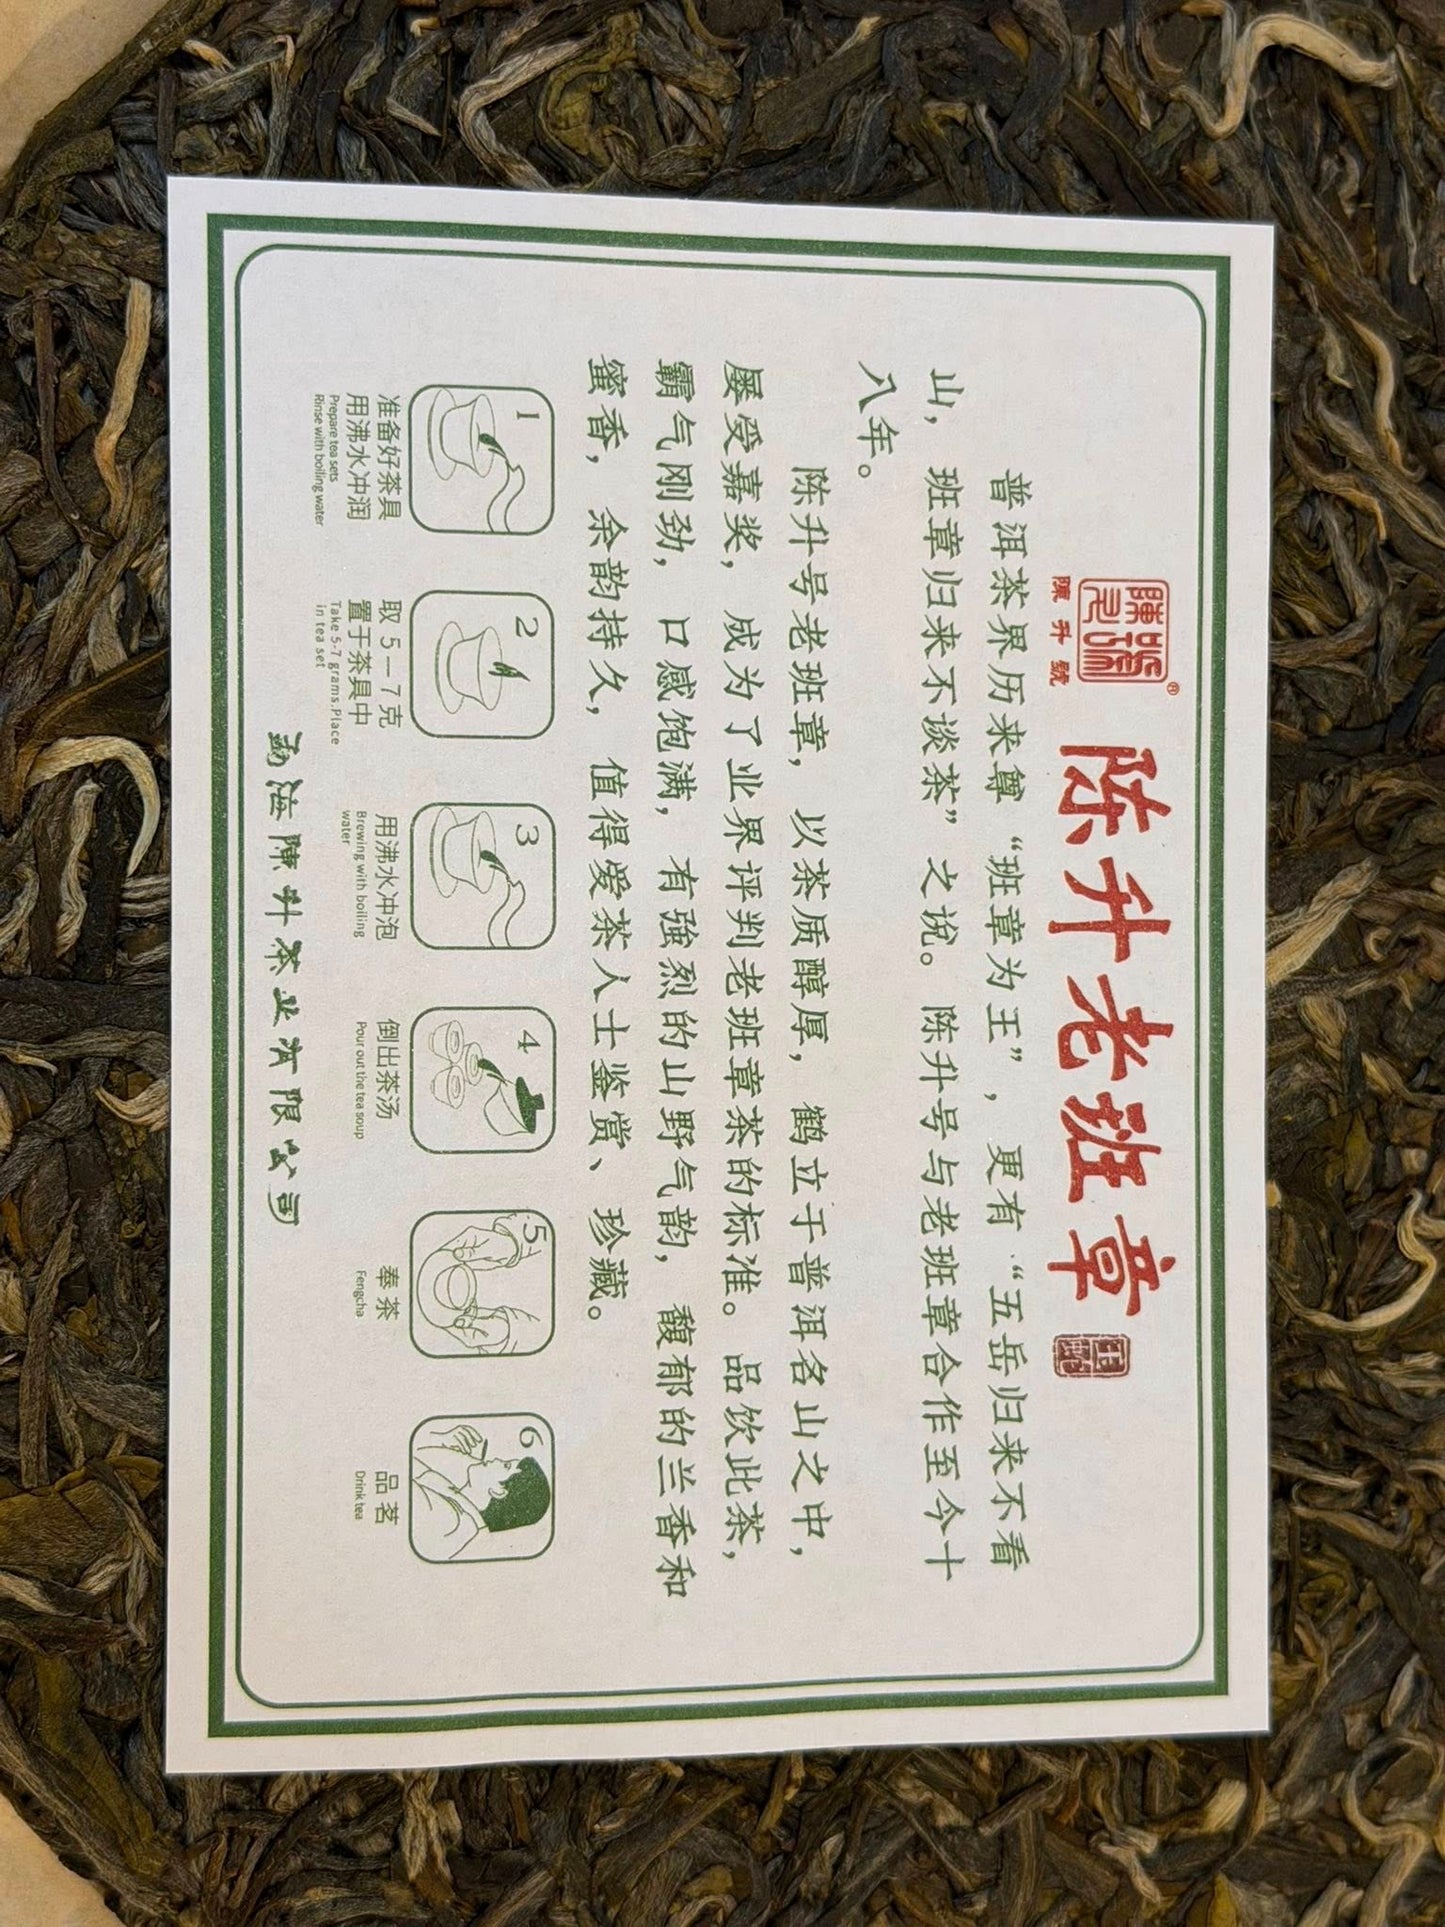 陳升號
®
陈升老班章
普洱茶界历来尊“班章为王”，更有“五岳归来不看
山，班章归来不谈茶”之说。陈升号与老班章合作至今十
八年。
陈升号老班章，以茶质醇厚，鹤立于普洱名山之中，
屡受嘉奖，成为了业界评判老班章茶的标准。品饮此茶，
霸气刚劲，口感饱满，有強烈的山野气韵，馥郁的兰香和
蜜香，余韵持久，值得爱茶人士鉴赏、珍藏。
1
准备好茶具
用沸水冲润
Prepare tea sets
Rinse with boiling water
2
取 5－7 克
置于茶具中
Take 5-7 grams.Place
in tea set
3
用沸水冲泡
Brewing with boiling
water
4
倒出茶汤
Pour out the tea soup
5
奉茶
Fengcha
6
品茗
Drink tea
勐海陳升茶业有限公司